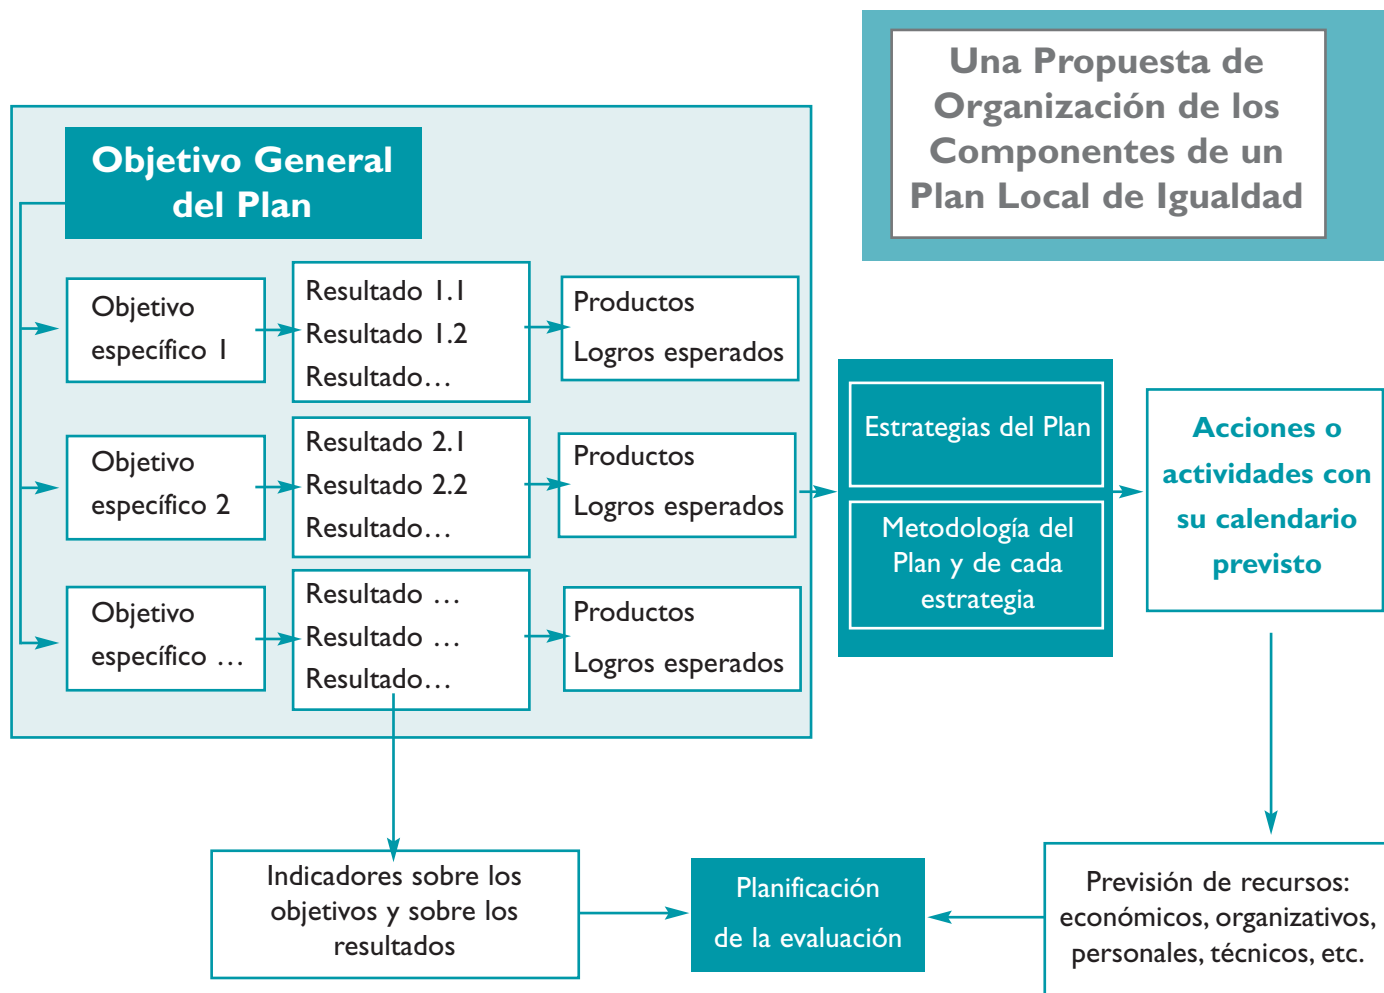 Una Propuesta de
Organización de los
Componentes de un
Plan Local de Igualdad
Objetivo General
del Plan
Objetivo
específico 1
Resultado 1.1
Resultado 1.2
Resultado…
Productos
Logros esperados
Objetivo
específico 2
Resultado 2.1
Resultado 2.2
Resultado…
Productos
Logros esperados
Objetivo
específico …
Resultado …
Resultado …
Resultado…
Productos
Logros esperados
Estrategias del Plan
Metodología del
Plan y de cada
estrategia
Acciones o
actividades con
su calendario
previsto
Indicadores sobre los
objetivos y sobre los
resultados
Planificación
de la evaluación
Previsión de recursos:
económicos, organizativos,
personales, técnicos, etc.